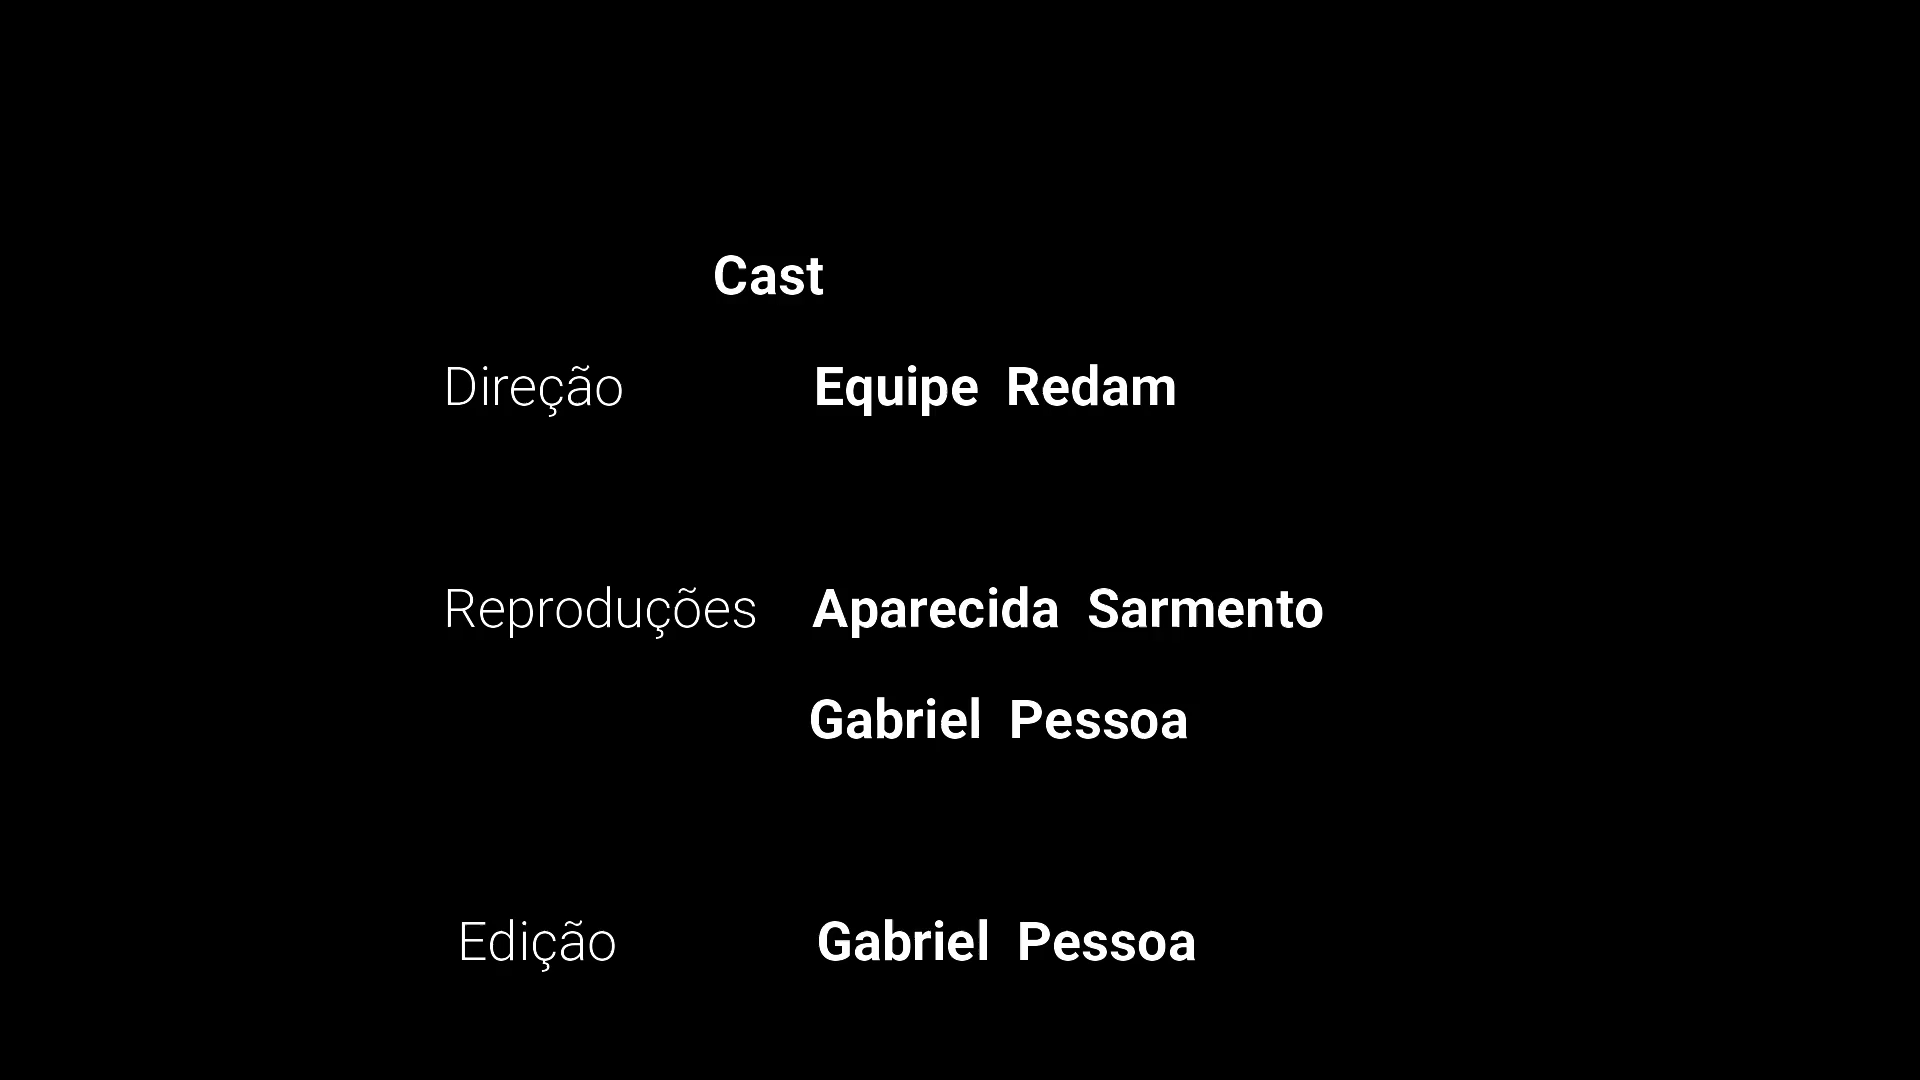 Cast
Direção Equipe Redam
Reproduções Aparecida Sarmento
Gabriel Pessoa
Edição Gabriel Pessoa